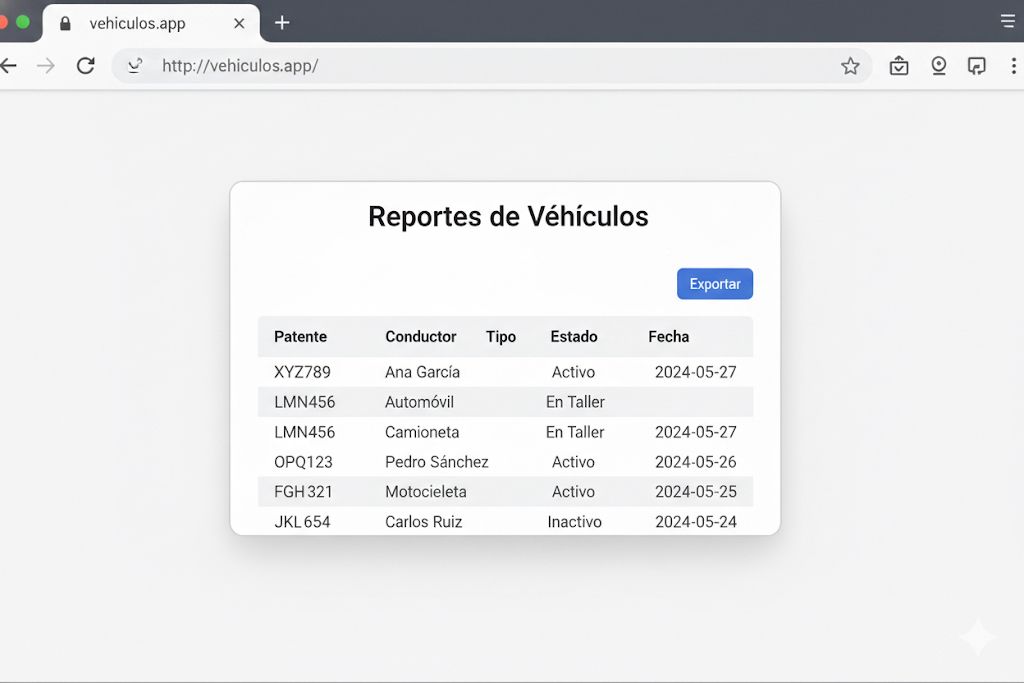 vehiculos.app
http://vehiculos.app/
Reportes de Véhículos
Exportar
Patente Conductor Tipo Estado Fecha
XYZ789 Ana García Activo 2024-05-27
LMN456 Automóvil En Taller
LMN456 Camioneta En Taller 2024-05-27
OPQ123 Pedro Sánchez Activo 2024-05-26
FGH321 Motocieleta Activo 2024-05-25
JKL654 Carlos Ruiz Inactivo 2024-05-24